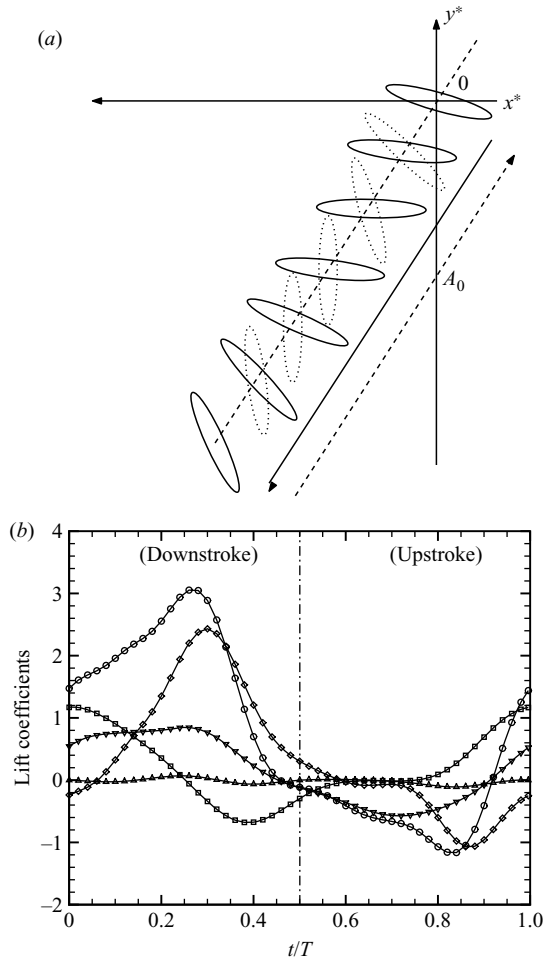 (a)
y*
0
x*
A0
(b)
4
(Downstroke)
(Upstroke)
3
2
1
0
−1
−2
Lift coefficients
0
0.2
0.4
0.6
0.8
1.0
t/T